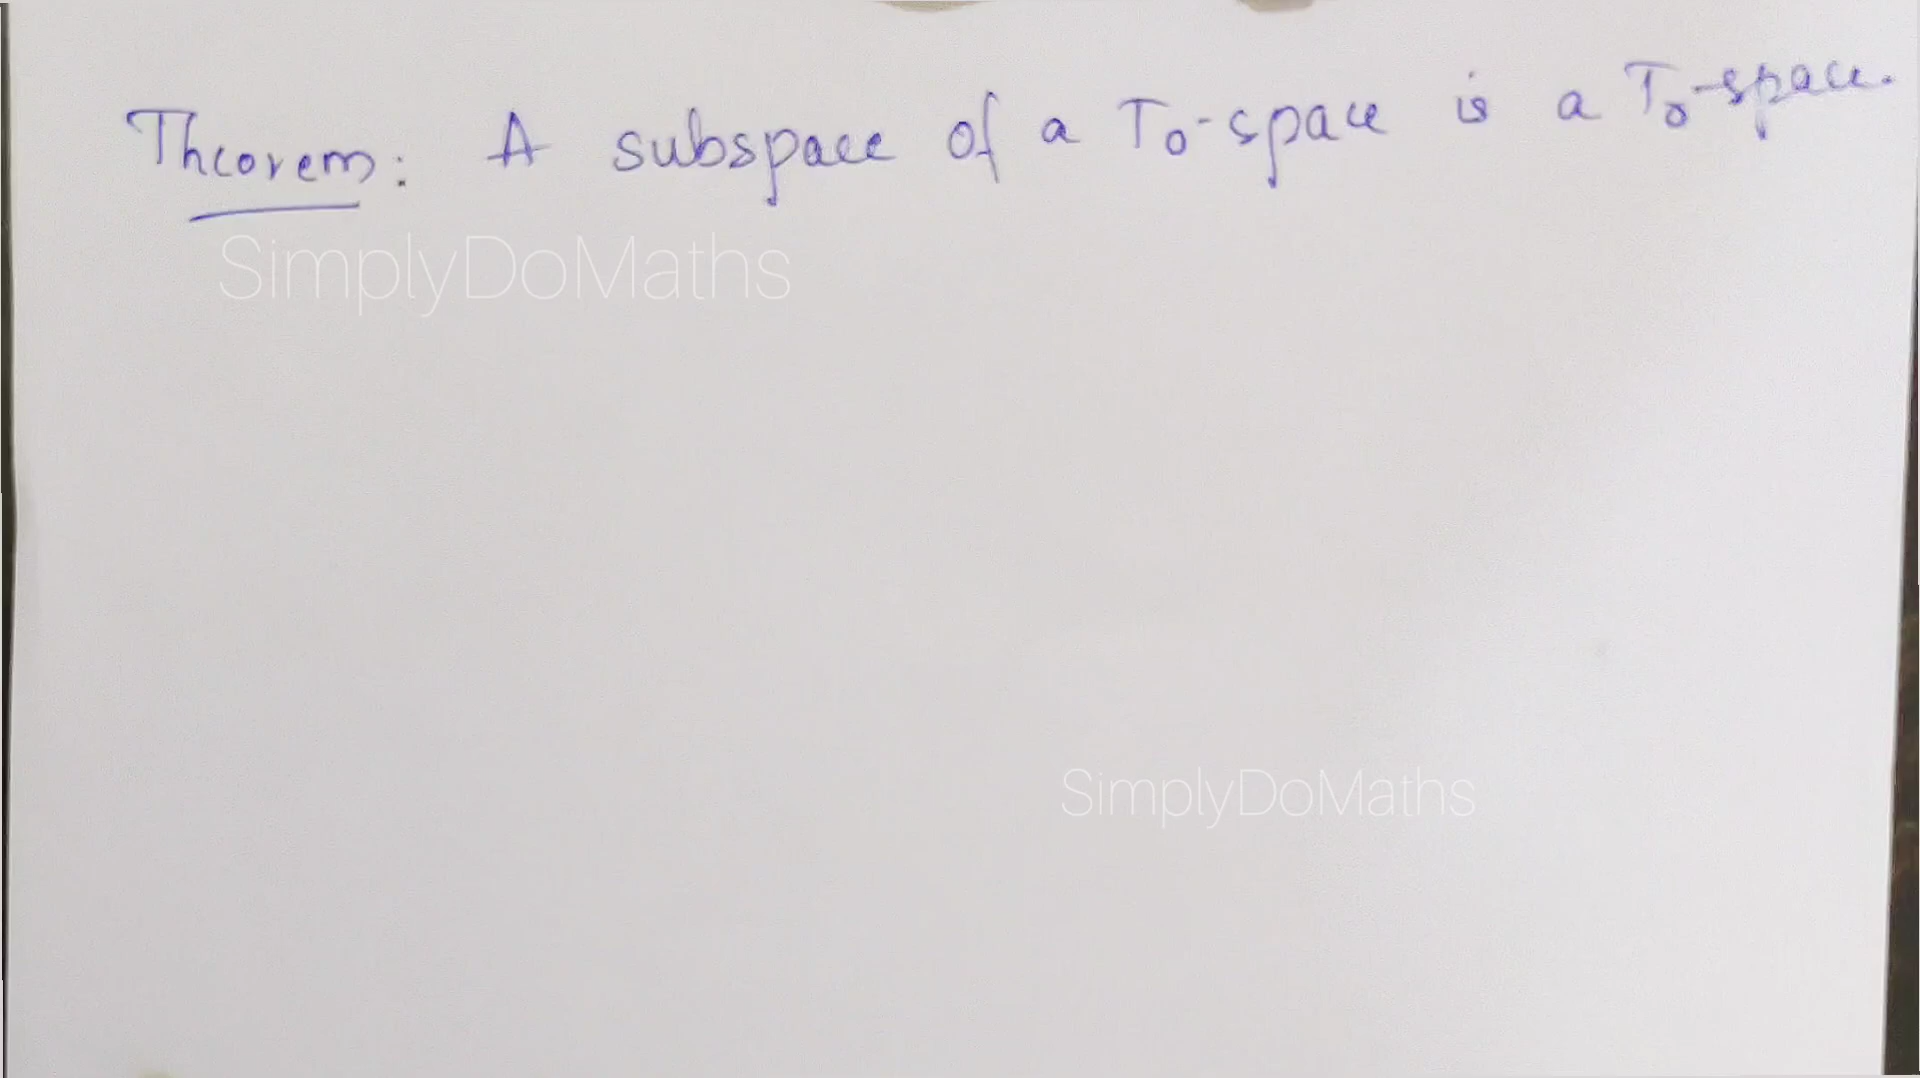 Theorem: A subspace of a T₀-space is a T₀-space.
SimplyDoMaths
SimplyDoMaths